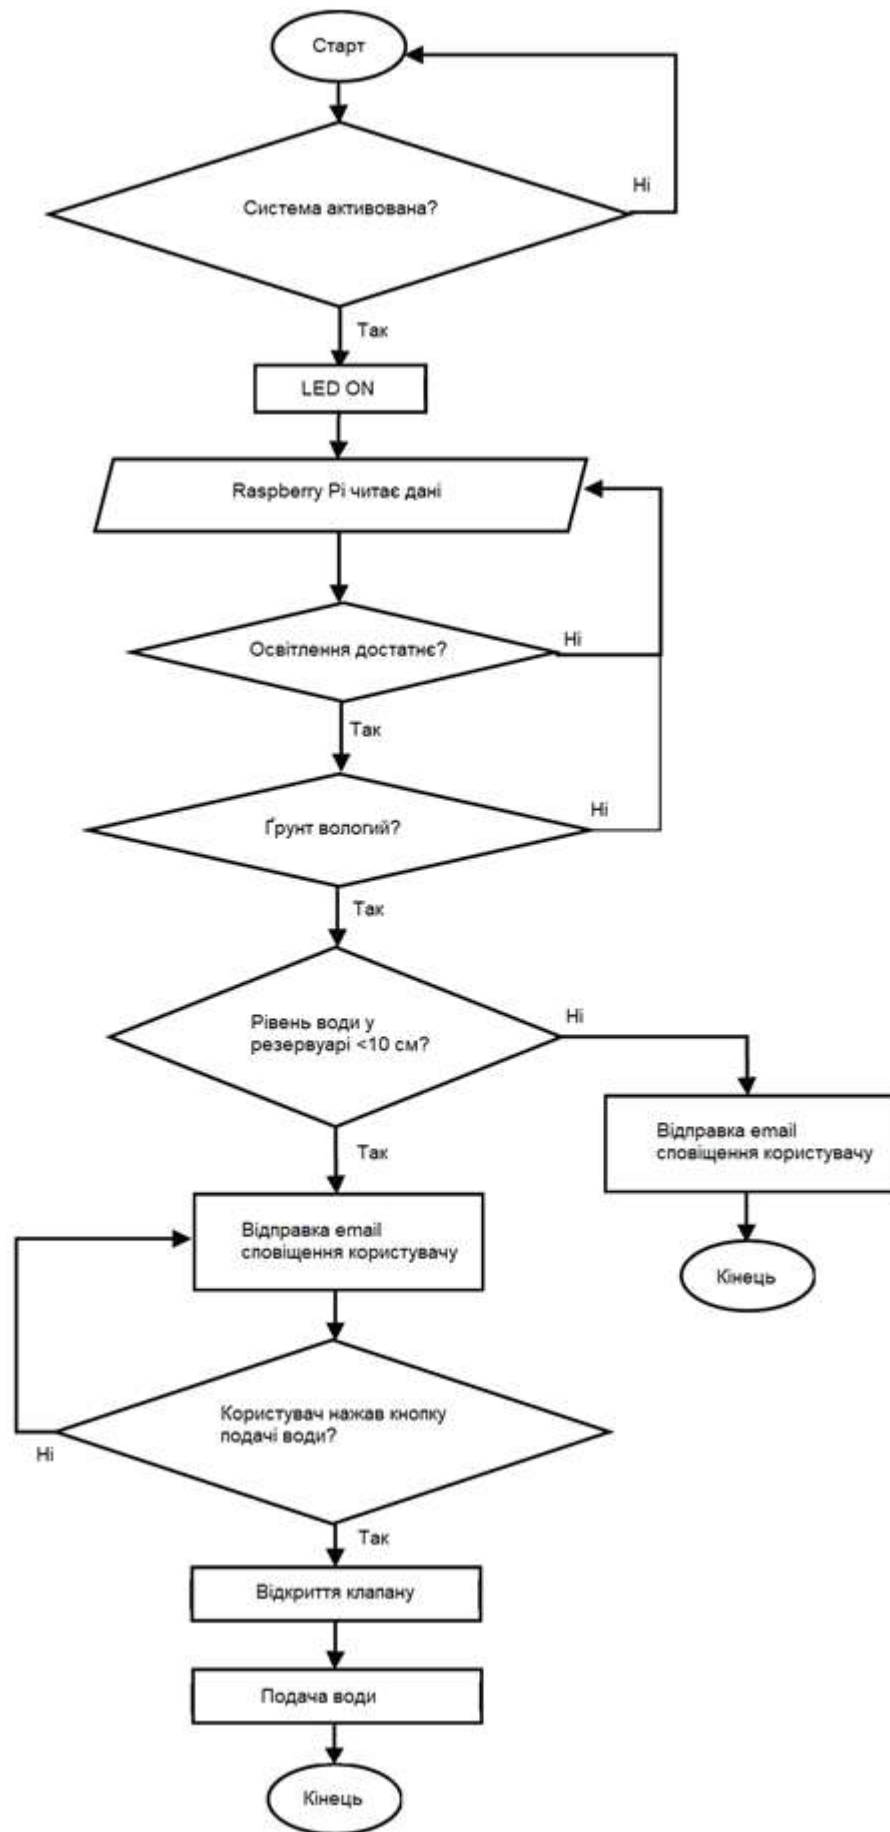 Старт
Система активована?
Ні
Так
LED ON
Raspberry Pi читає дані
Освітлення достатнє?
Ні
Так
Ґрунт вологий?
Ні
Так
Рівень води у
резервуарі <10 см?
Ні
Так
Відправка email
сповіщення користувачу
Кінець
Відправка email
сповіщення користувачу
Користувач нажав кнопку
подачі води?
Ні
Так
Відкриття клапану
Подача води
Кінець